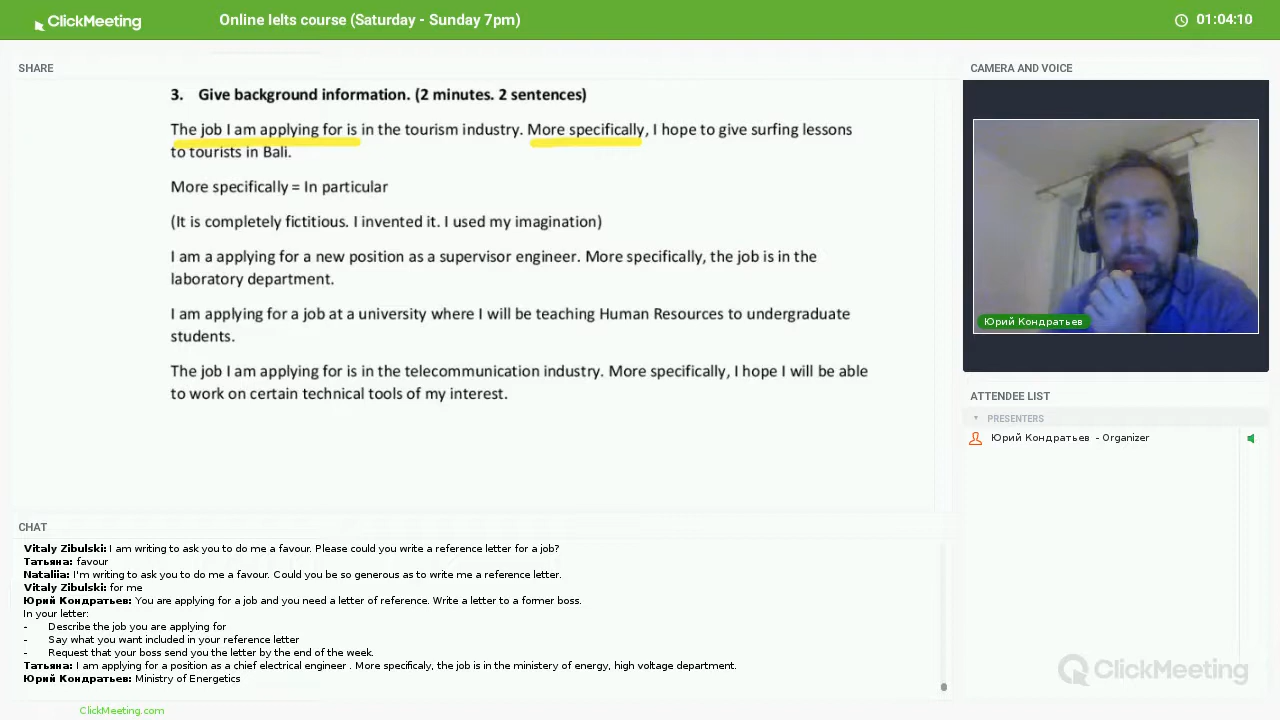 ClickMeeting
Online Ielts course (Saturday - Sunday 7pm)
01:04:10
SHARE
3. Give background information. (2 minutes. 2 sentences)
The job I am applying for is in the tourism industry. More specifically, I hope to give surfing lessons
to tourists in Bali.
More specifically = In particular
(It is completely fictitious. I invented it. I used my imagination)
I am a applying for a new position as a supervisor engineer. More specifically, the job is in the
laboratory department.
I am applying for a job at a university where I will be teaching Human Resources to undergraduate
students.
The job I am applying for is in the telecommunication industry. More specifically, I hope I will be able
to work on certain technical tools of my interest.
CAMERA AND VOICE
Юрий Кондратьев
ATTENDEE LIST
PRESENTERS
Юрий Кондратьев - Organizer
CHAT
Vitaly Zibulski: I am writing to ask you to do me a favour. Please could you write a reference letter for a job?
Татьяна: favour
Nataliia: I'm writing to ask you to do me a favour. Could you be so generous as to write me a reference letter.
Vitaly Zibulski: for me
Юрий Кондратьев: You are applying for a job and you need a letter of reference. Write a letter to a former boss.
In your letter:
- Describe the job you are applying for
- Say what you want included in your reference letter
- Request that your boss send you the letter by the end of the week.
Татьяна: I am applying for a position as a chief electrical engineer . More specificaly, the job is in the ministery of energy, high voltage department.
Юрий Кондратьев: Ministry of Energetics
ClickMeeting
ClickMeeting.com